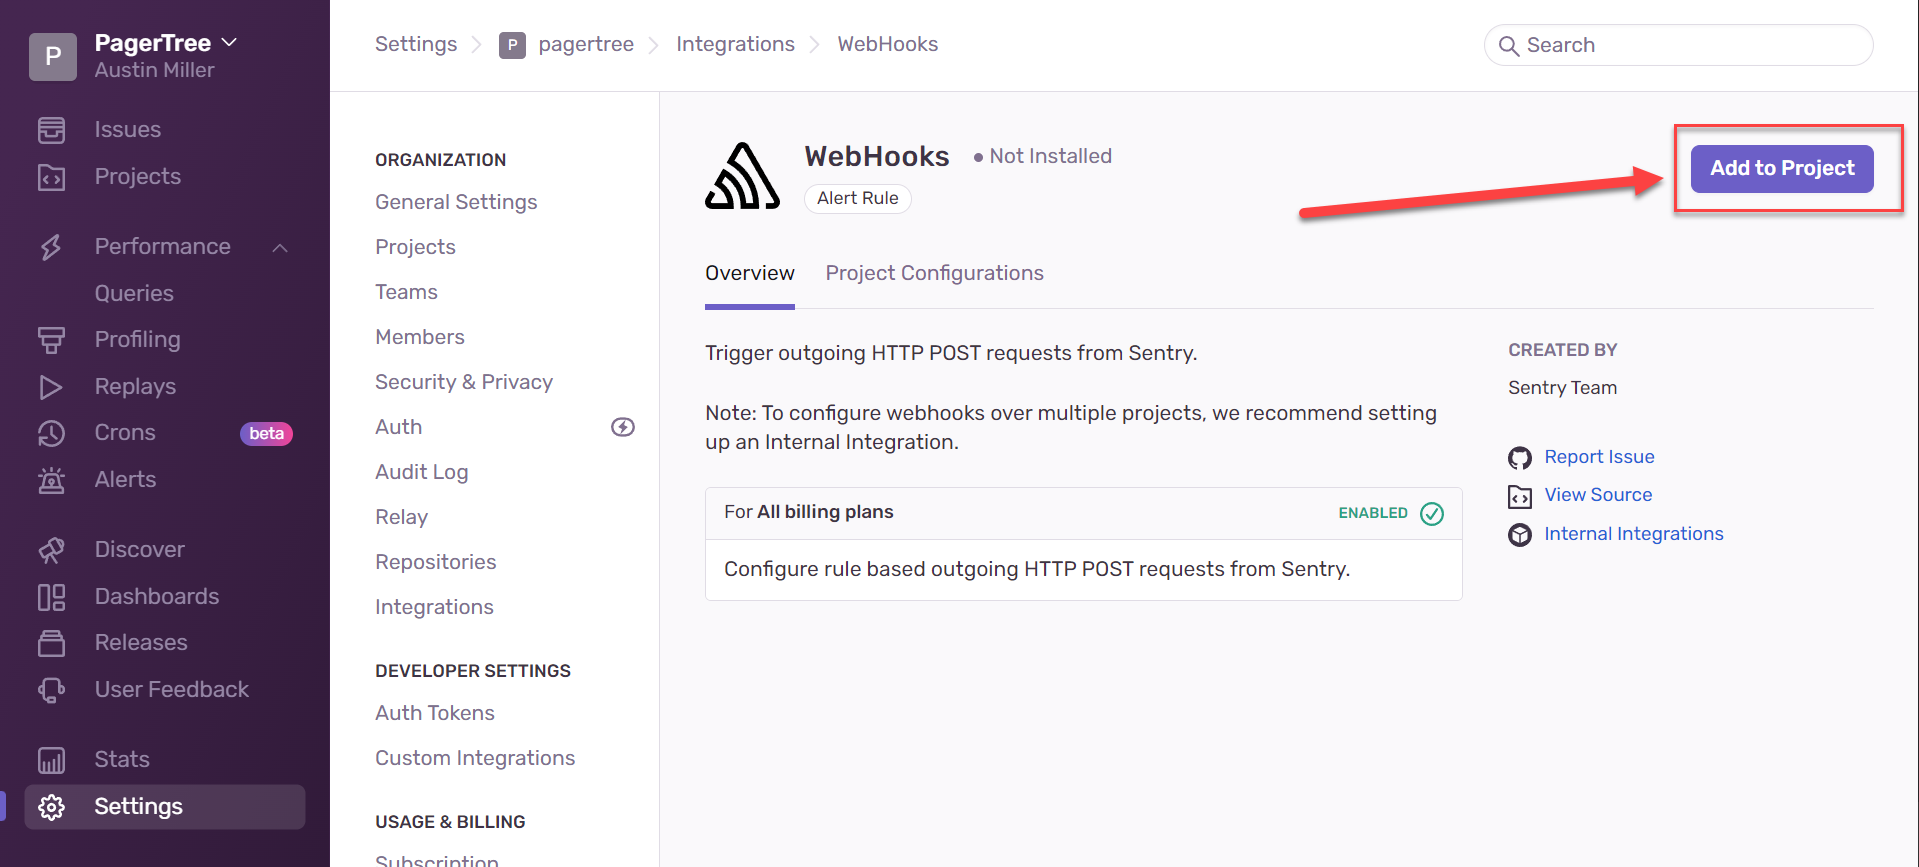 P
PagerTree
Austin Miller
Issues
Projects
Performance
Queries
Profiling
Replays
Crons beta
Alerts
Discover
Dashboards
Releases
User Feedback
Stats
Settings
Settings P pagertree Integrations WebHooks
Search
ORGANIZATION
General Settings
Projects
Teams
Members
Security & Privacy
Auth
Audit Log
Relay
Repositories
Integrations
DEVELOPER SETTINGS
Auth Tokens
Custom Integrations
USAGE & BILLING
Subscription
WebHooks Not Installed
Alert Rule
Add to Project
Overview Project Configurations
Trigger outgoing HTTP POST requests from Sentry.
Note: To configure webhooks over multiple projects, we recommend setting
up an Internal Integration.
For All billing plans ENABLED
Configure rule based outgoing HTTP POST requests from Sentry.
CREATED BY
Sentry Team
Report Issue
View Source
Internal Integrations